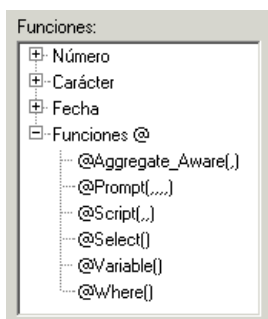 Funciones:
Número
Carácter
Fecha
Funciones @
@Aggregate_Aware(,)
@Prompt(,,,,)
@Script(,,)
@Select()
@Variable()
@Where()